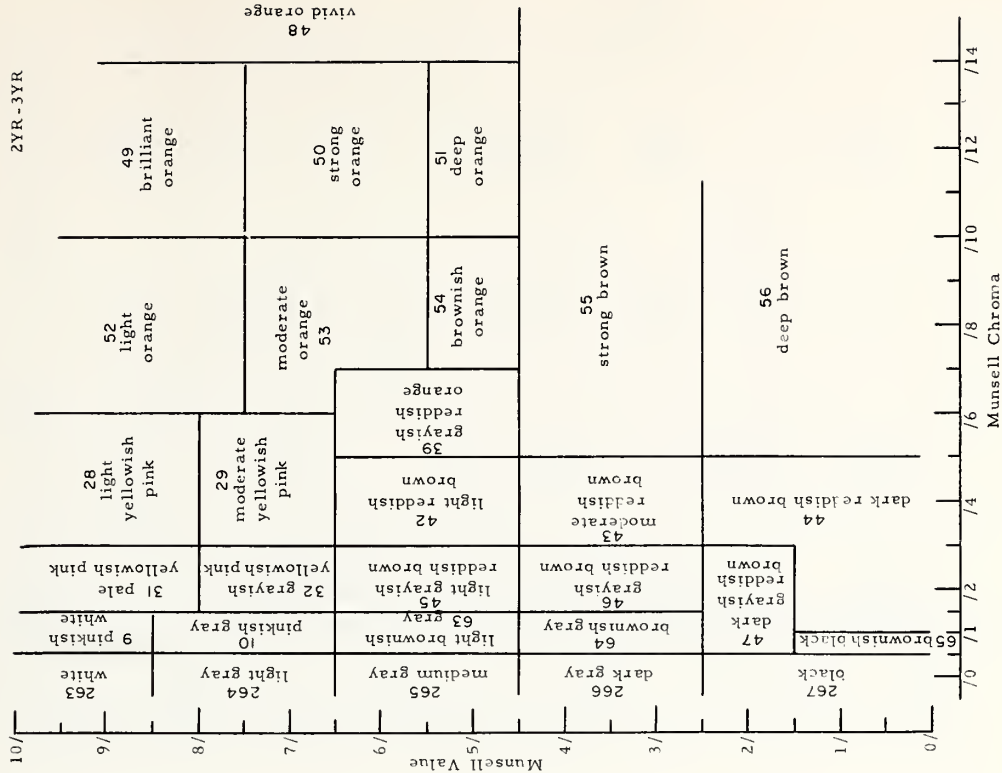 2YR-3YR
48
vivid orange
49
brilliant
orange
50
strong
orange
51
deep
orange
52
light
orange
moderate
orange
53
54
brownish
orange
55
strong brown
56
deep brown
28
light
yellowish
pink
29
moderate
yellowish
pink
39
grayish
reddish
orange
42
light reddish
brown
43
moderate
reddish
brown
44
dark reddish brown
31 pale
yellowish pink
32 grayish
yellowish pink
45
light grayish
reddish brown
46
grayish
reddish brown
47
dark
grayish
reddish
brown
9 pinkish
white
10
pinkish gray
light brownish
63 gray
64
brownish gray
65 brownish black
263
white
264
light gray
265
medium gray
266
dark gray
267
black
10/
9/
8/
7/
6/
5/
4/
3/
2/
1/
0/
Munsell Value
/0
/1
/2
/4
/6
/8
/10
/12
/14
Munsell Chroma